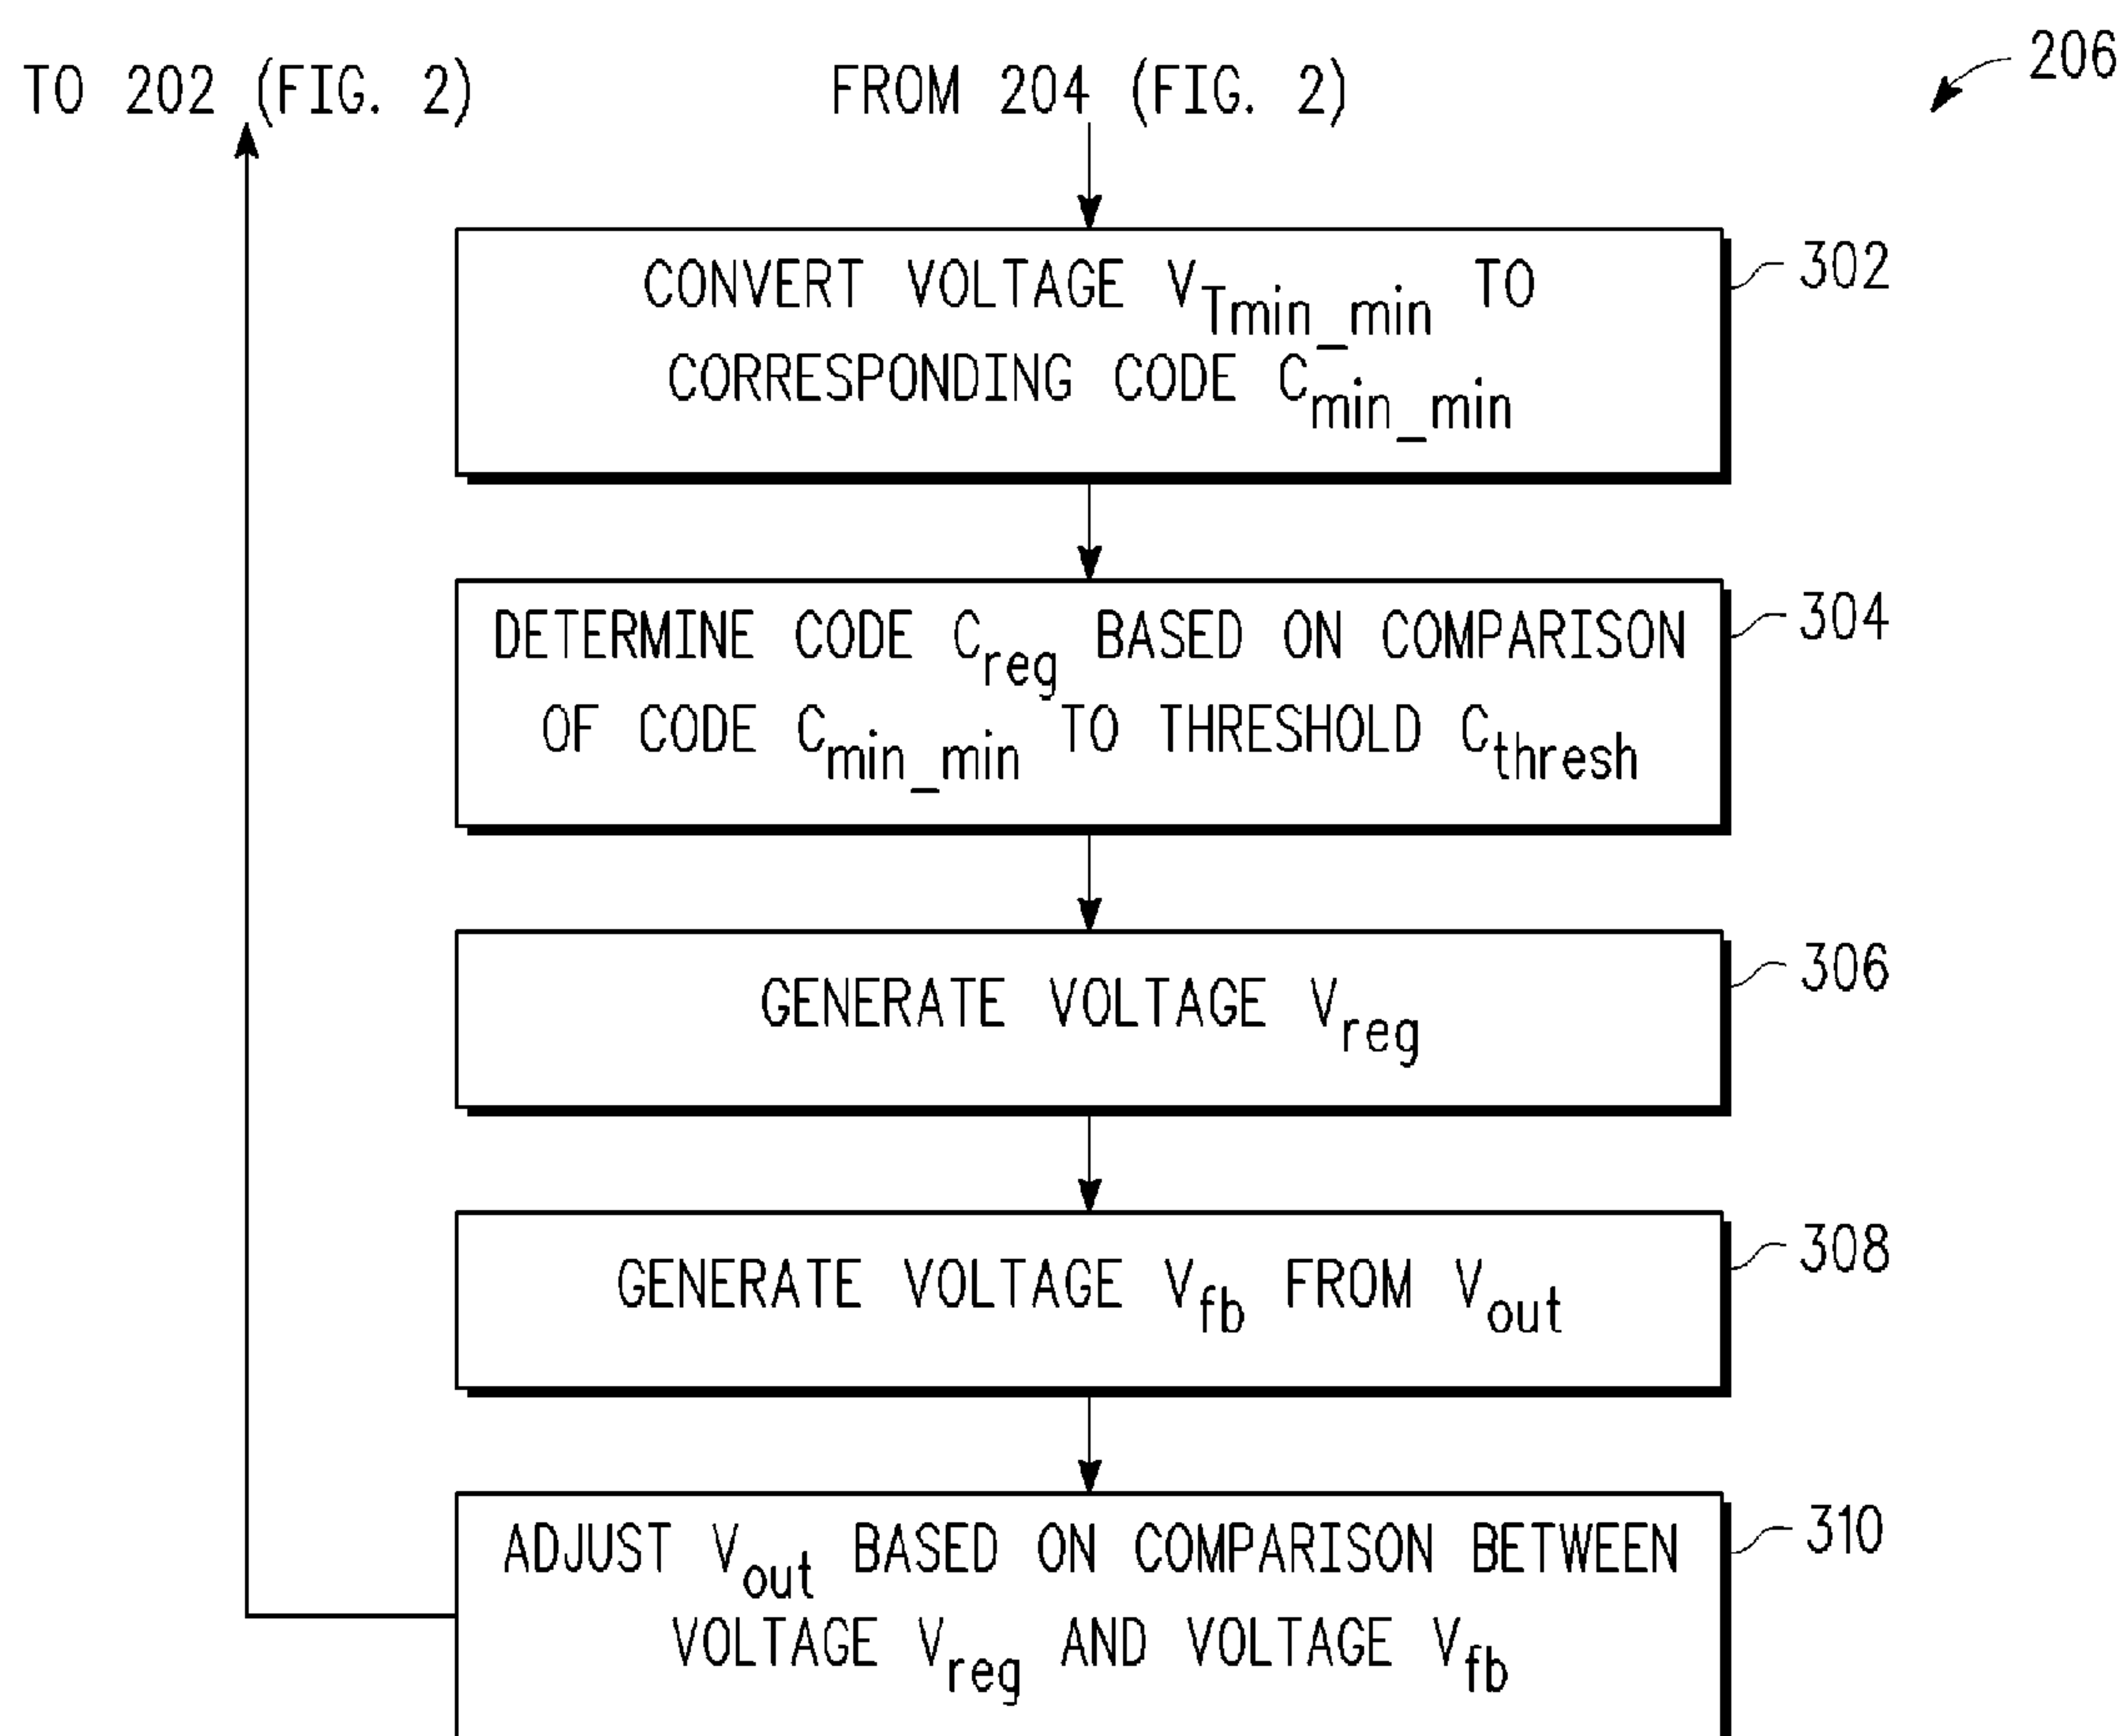 TO 202 (FIG. 2)
FROM 204 (FIG. 2)
206
CONVERT VOLTAGE VTmin_min TO
CORRESPONDING CODE Cmin_min
302
DETERMINE CODE Creg BASED ON COMPARISON
OF CODE Cmin_min TO THRESHOLD Cthresh
304
GENERATE VOLTAGE Vreg
306
GENERATE VOLTAGE Vfb FROM Vout
308
ADJUST Vout BASED ON COMPARISON BETWEEN
VOLTAGE Vreg AND VOLTAGE Vfb
310